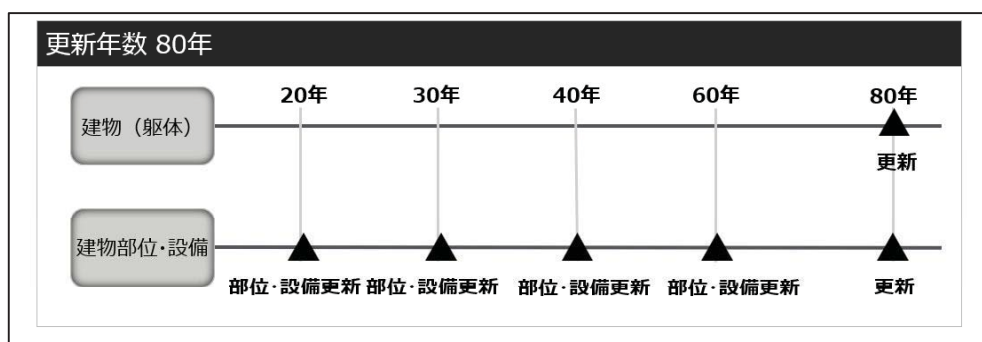 更新年数 80年
20年 30年 40年 60年 80年
建物（躯体）
更新
建物部位・設備
部位・設備更新 部位・設備更新 部位・設備更新 部位・設備更新 更新